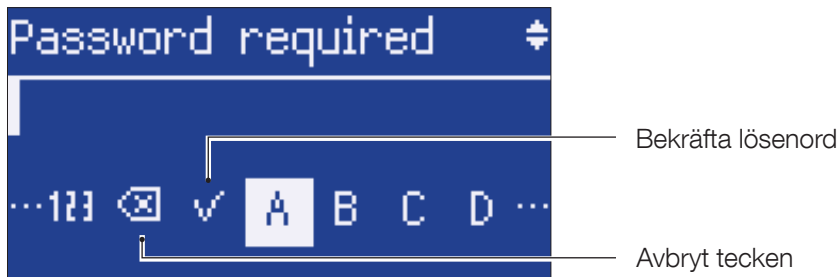 Password required
Bekräfta lösenord
...123 A B C D ...
Avbryt tecken